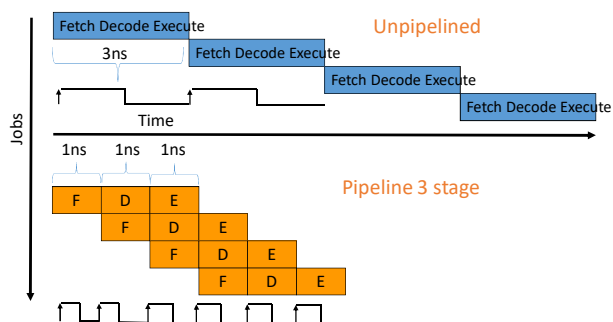 Fetch Decode Execute
Unpipelined
3ns
Fetch Decode Execute
Fetch Decode Execute
Fetch Decode Execute
Time
Jobs
1ns 1ns 1ns
Pipeline 3 stage
F D E
F D E
F D E
F D E